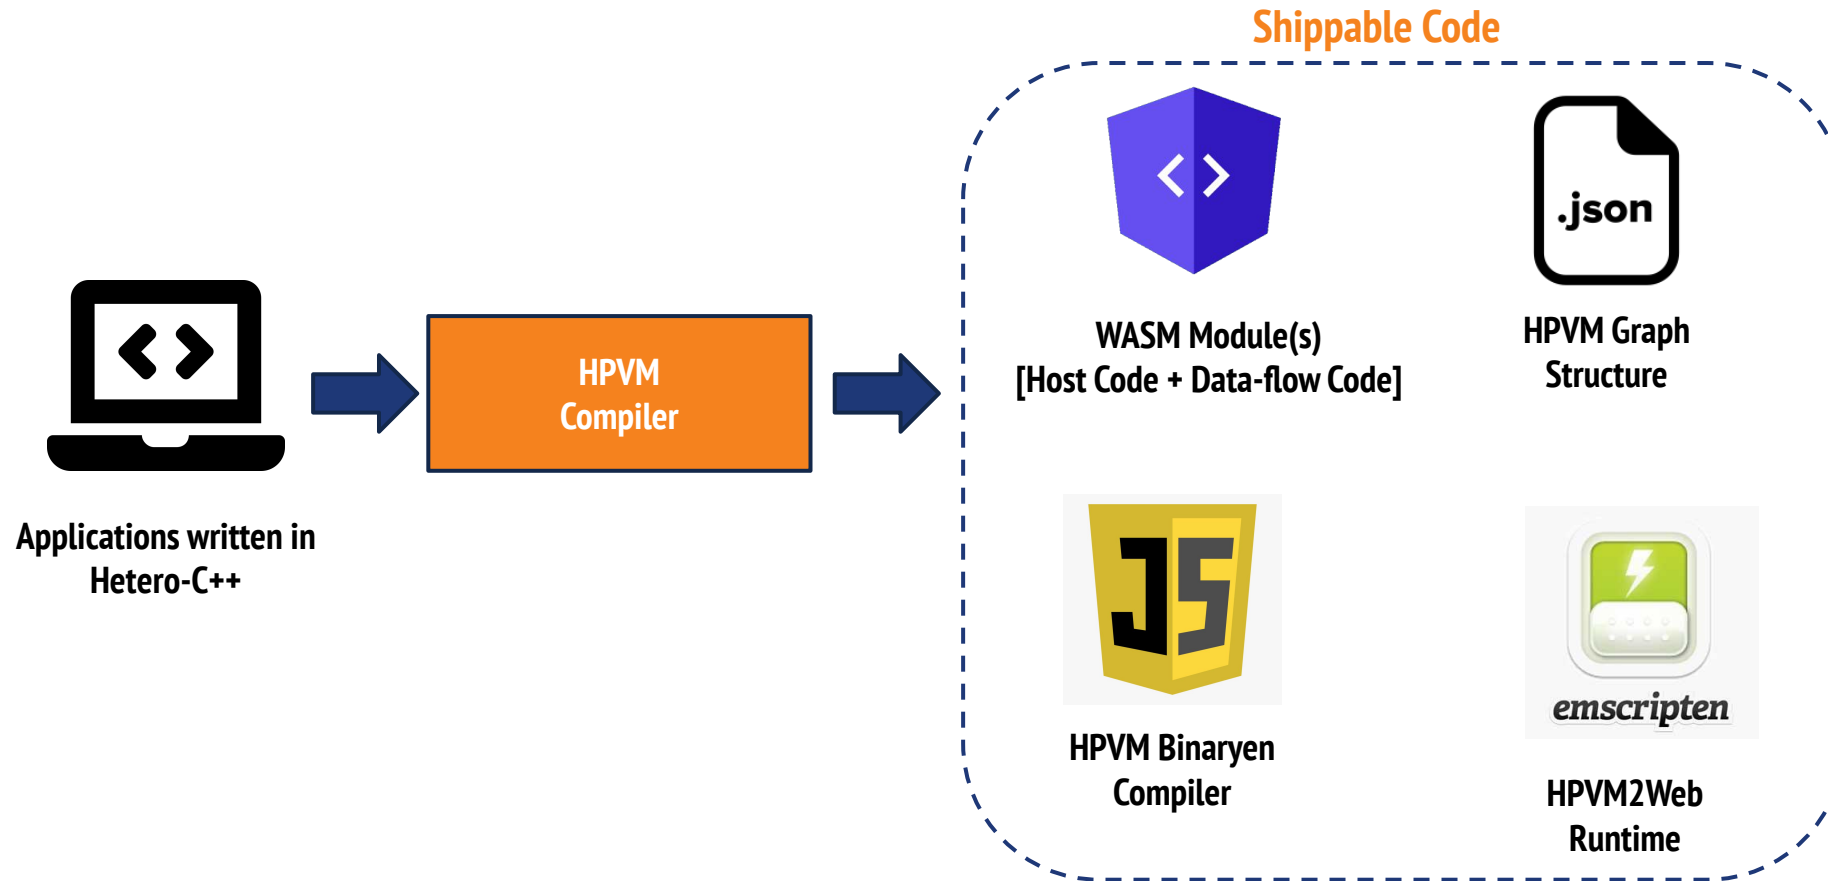 Shippable Code
.json
WASM Module(s)
[Host Code + Data-flow Code]
HPVM Graph
Structure
HPVM
Compiler
Applications written in
Hetero-C++
JS
HPVM Binaryen
Compiler
emscripten
HPVM2Web
Runtime